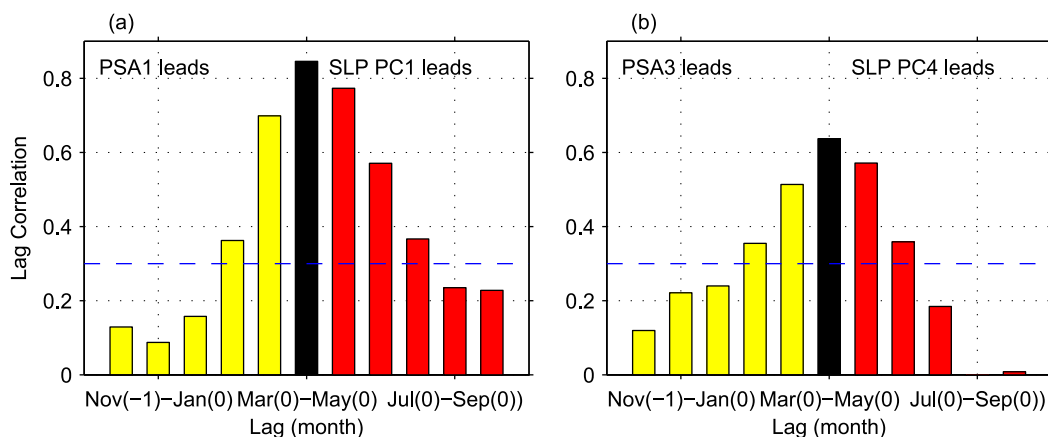 (a)
PSA1 leads
SLP PC1 leads
0.8
0.6
0.4
0.2
0
Lag Correlation
Nov(−1)−Jan(0) Mar(0)−May(0) Jul(0)−Sep(0))
Lag (month)
(b)
PSA3 leads
SLP PC4 leads
0.8
0.6
0.4
0.2
0
Nov(−1)−Jan(0) Mar(0)−May(0) Jul(0)−Sep(0))
Lag (month)